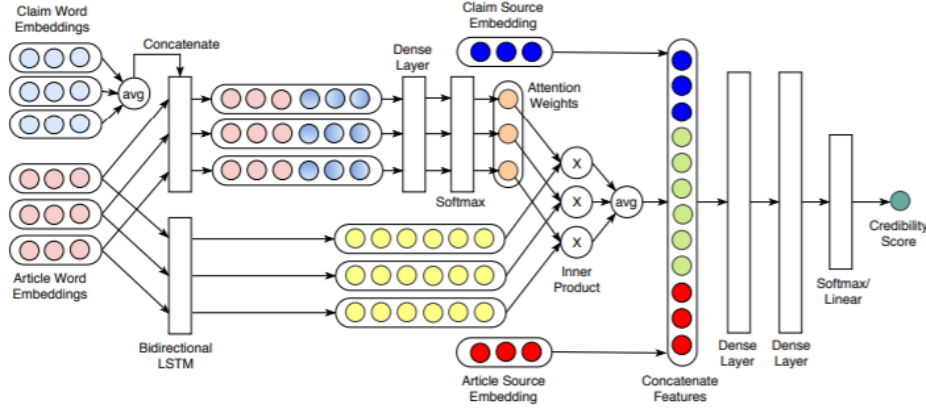 Claim Word
Embeddings
Concatenate
avg
Claim Source
Embedding
Dense
Layer
Attention
Weights
Softmax
X
X
X
avg
Inner
Product
Article Word
Embeddings
Bidirectional
LSTM
Article Source
Embedding
Concatenate
Features
Dense
Layer
Dense
Layer
Softmax/
Linear
Credibility
Score